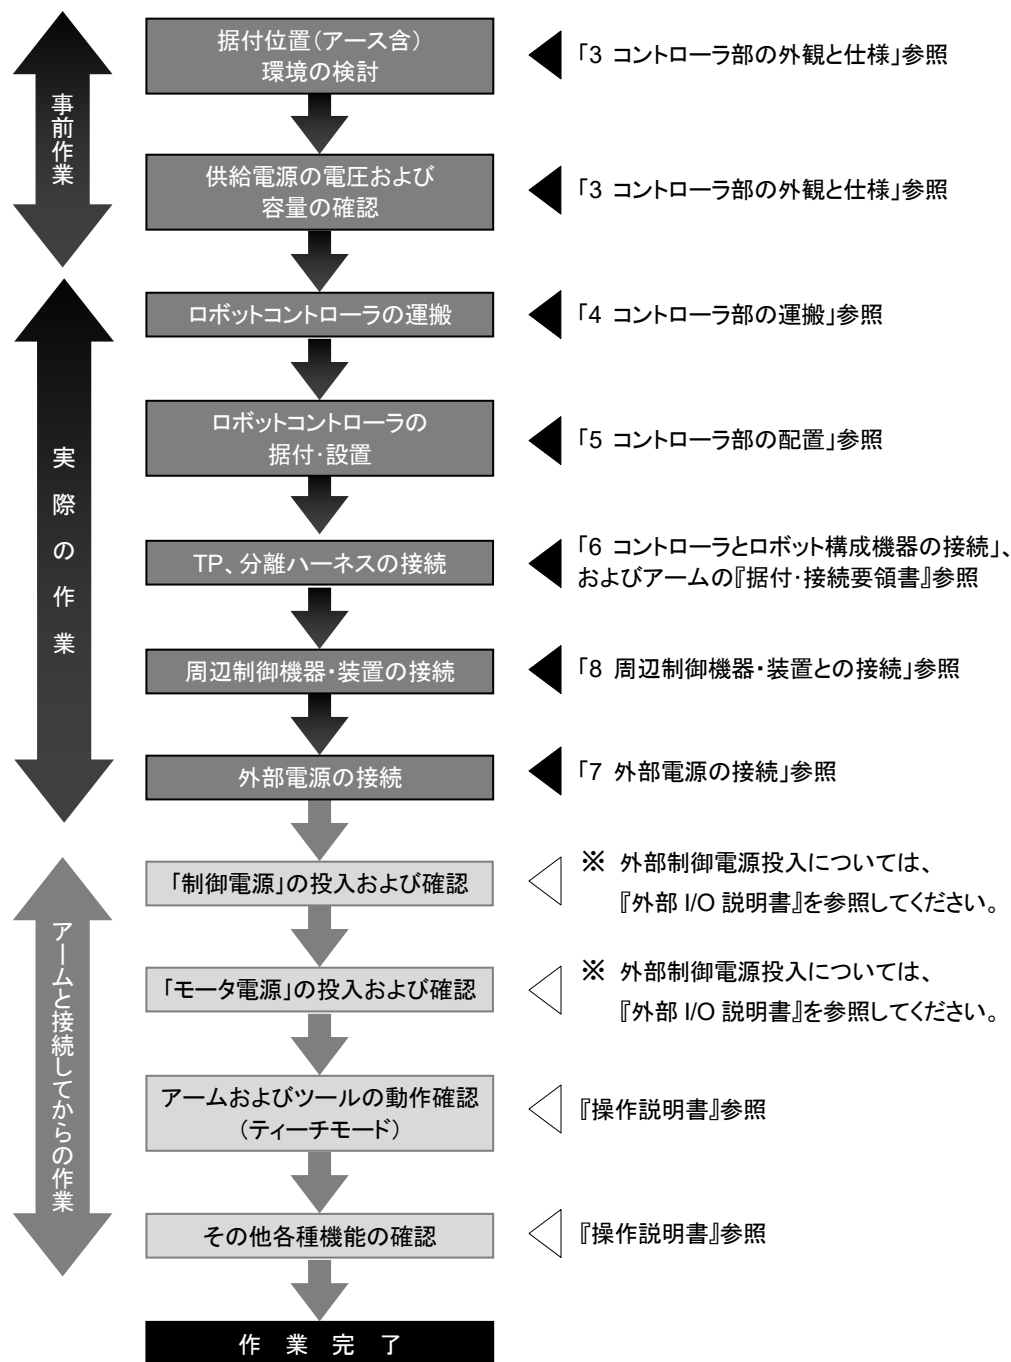 事前作業
据付位置（アース含）
環境の検討
「3 コントローラ部の外観と仕様」参照
供給電源の電圧および
容量の確認
「3 コントローラ部の外観と仕様」参照
実際の作業
ロボットコントローラの運搬
「4 コントローラ部の運搬」参照
ロボットコントローラの
据付・設置
「5 コントローラ部の配置」参照
TP、分離ハーネスの接続
「6 コントローラとロボット構成機器の接続」、
およびアームの『据付・接続要領書』参照
周辺制御機器・装置の接続
「8 周辺制御機器・装置との接続」参照
外部電源の接続
「7 外部電源の接続」参照
アームと接続してからの作業
「制御電源」の投入および確認
※ 外部制御電源投入については、
『外部 I/O 説明書』を参照してください。
「モータ電源」の投入および確認
※ 外部制御電源投入については、
『外部 I/O 説明書』を参照してください。
アームおよびツールの動作確認
（ティーチモード）
『操作説明書』参照
その他各種機能の確認
『操作説明書』参照
作 業 完 了